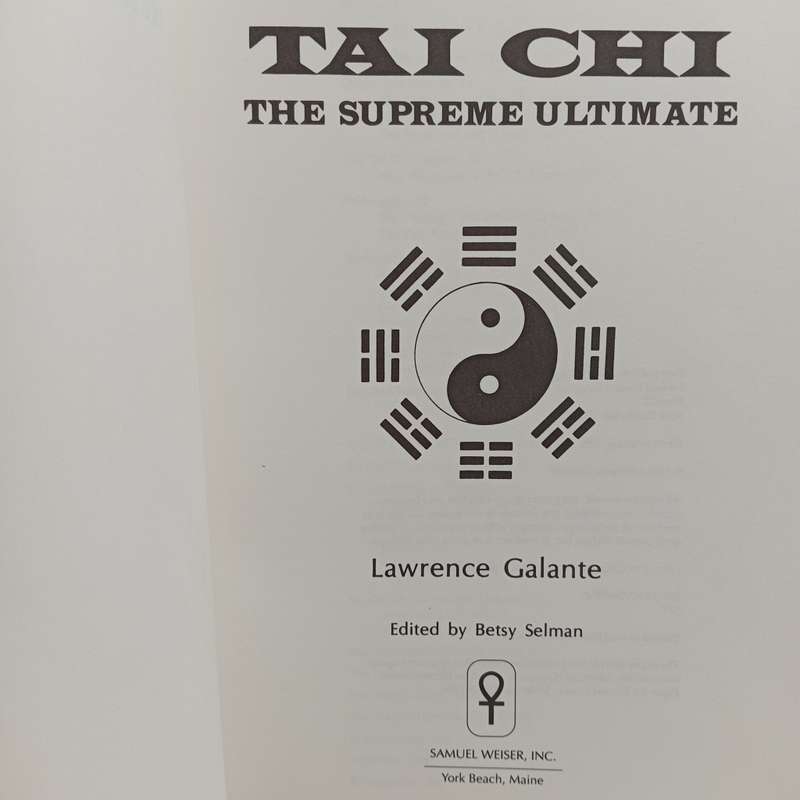 TAI CHI
THE SUPREME ULTIMATE
Lawrence Galante
Edited by Betsy Selman
SAMUEL WEISER, INC.
York Beach, Maine